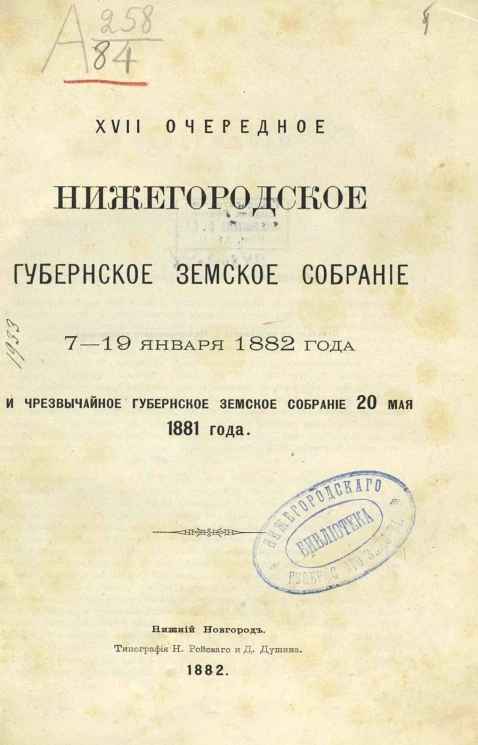 А 258
84
XVII ОЧЕРЕДНОЕ
НИЖЕГОРОДСКОЕ
ГУБЕРНСКОЕ ЗЕМСКОЕ СОБРАНІЕ
7—19 ЯНВАРЯ 1882 ГОДА
И ЧРЕЗВЫЧАЙНОЕ ГУБЕРНСКОЕ ЗЕМСКОЕ СОБРАНІЕ 20 МАЯ
1881 года.
НИЖЕГОРОДСКАГО
БИБЛІОТЕКА
Нижній Новгородъ.
Типографія Н. Ройскаго и Д. Душина.
1882.